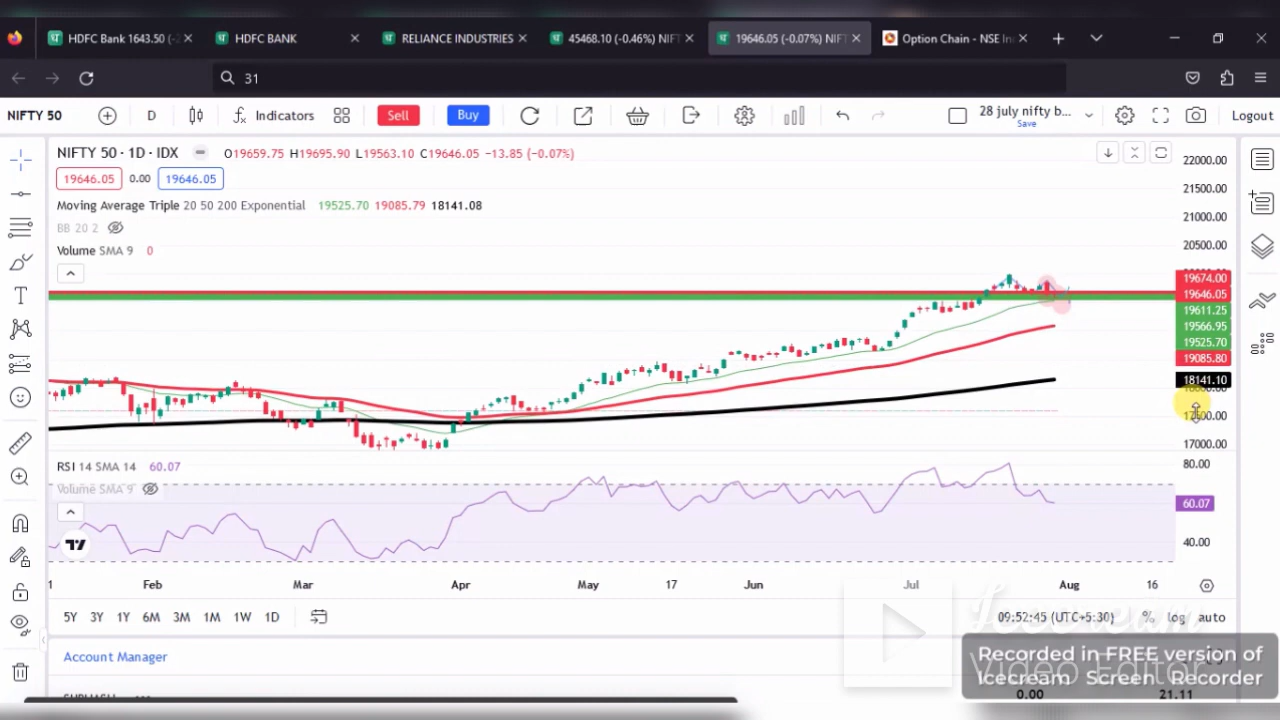 HDFC Bank 1643.50 (-2
HDFC BANK
RELIANCE INDUSTRIES
45468.10 (-0.46%) NIFT
19646.05 (-0.07%) NIFT
Option Chain - NSE In
31
NIFTY 50
D
Indicators
Sell
Buy
28 july nifty b...
Save
Logout
NIFTY 50 · 1D · IDX
O19659.75 H19695.90 L19563.10 C19646.05 -13.85 (-0.07%)
19646.05 0.00 19646.05
Moving Average Triple 20 50 200 Exponential 19525.70 19085.79 18141.08
BB 20 2
Volume SMA 9 0
22000.00
21500.00
21000.00
20500.00
19674.00
19646.05
19611.25
19566.95
19525.70
19085.80
18141.10
17500.00
17000.00
RSI 14 SMA 14 60.07
Volume SMA 9
80.00
60.07
40.00
Feb Mar Apr May 17 Jun Jul Aug 16
5Y 3Y 1Y 6M 3M 1M 1W 1D
09:52:45 (UTC+5:30) % log auto
Account Manager
Icecream
Video Editor
Recorded in FREE version of
Icecream Screen Recorder
0.00 21.11